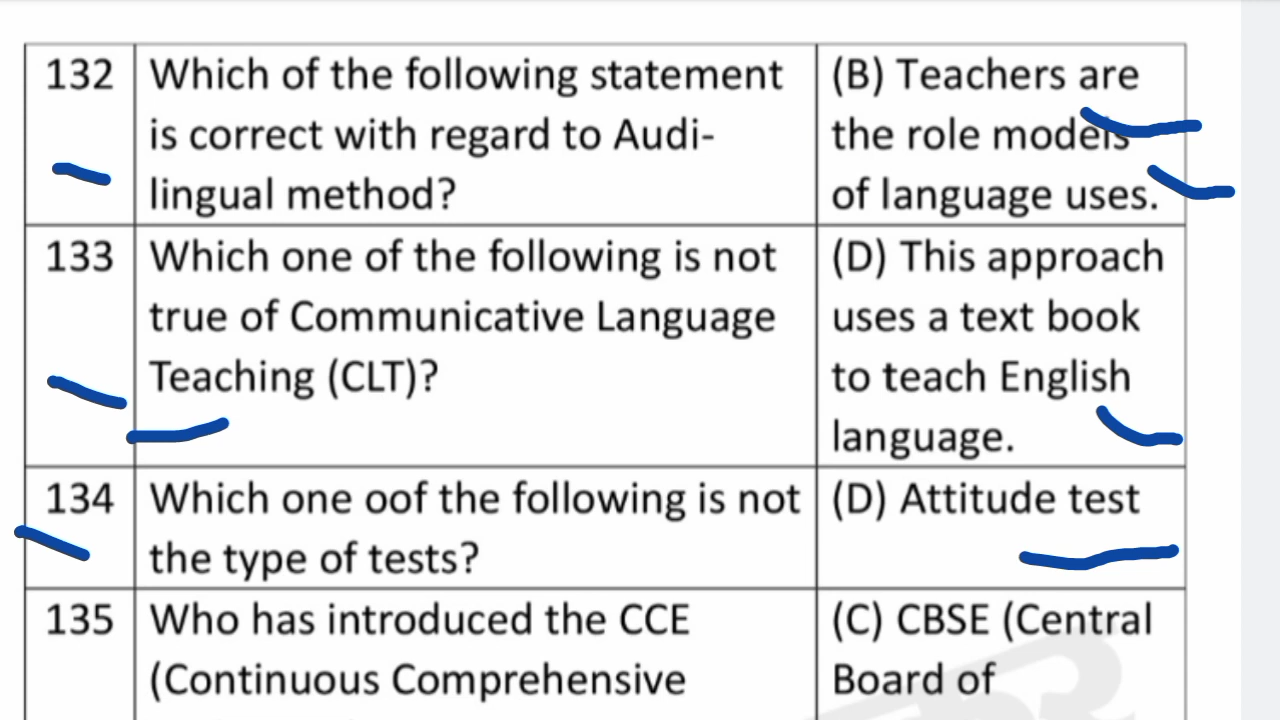 132 Which of the following statement (B) Teachers are
is correct with regard to Audi- the role models
lingual method? of language uses.
133 Which one of the following is not (D) This approach
true of Communicative Language uses a text book
Teaching (CLT)? to teach English
language.
134 Which one oof the following is not (D) Attitude test
the type of tests?
135 Who has introduced the CCE (C) CBSE (Central
(Continuous Comprehensive Board of